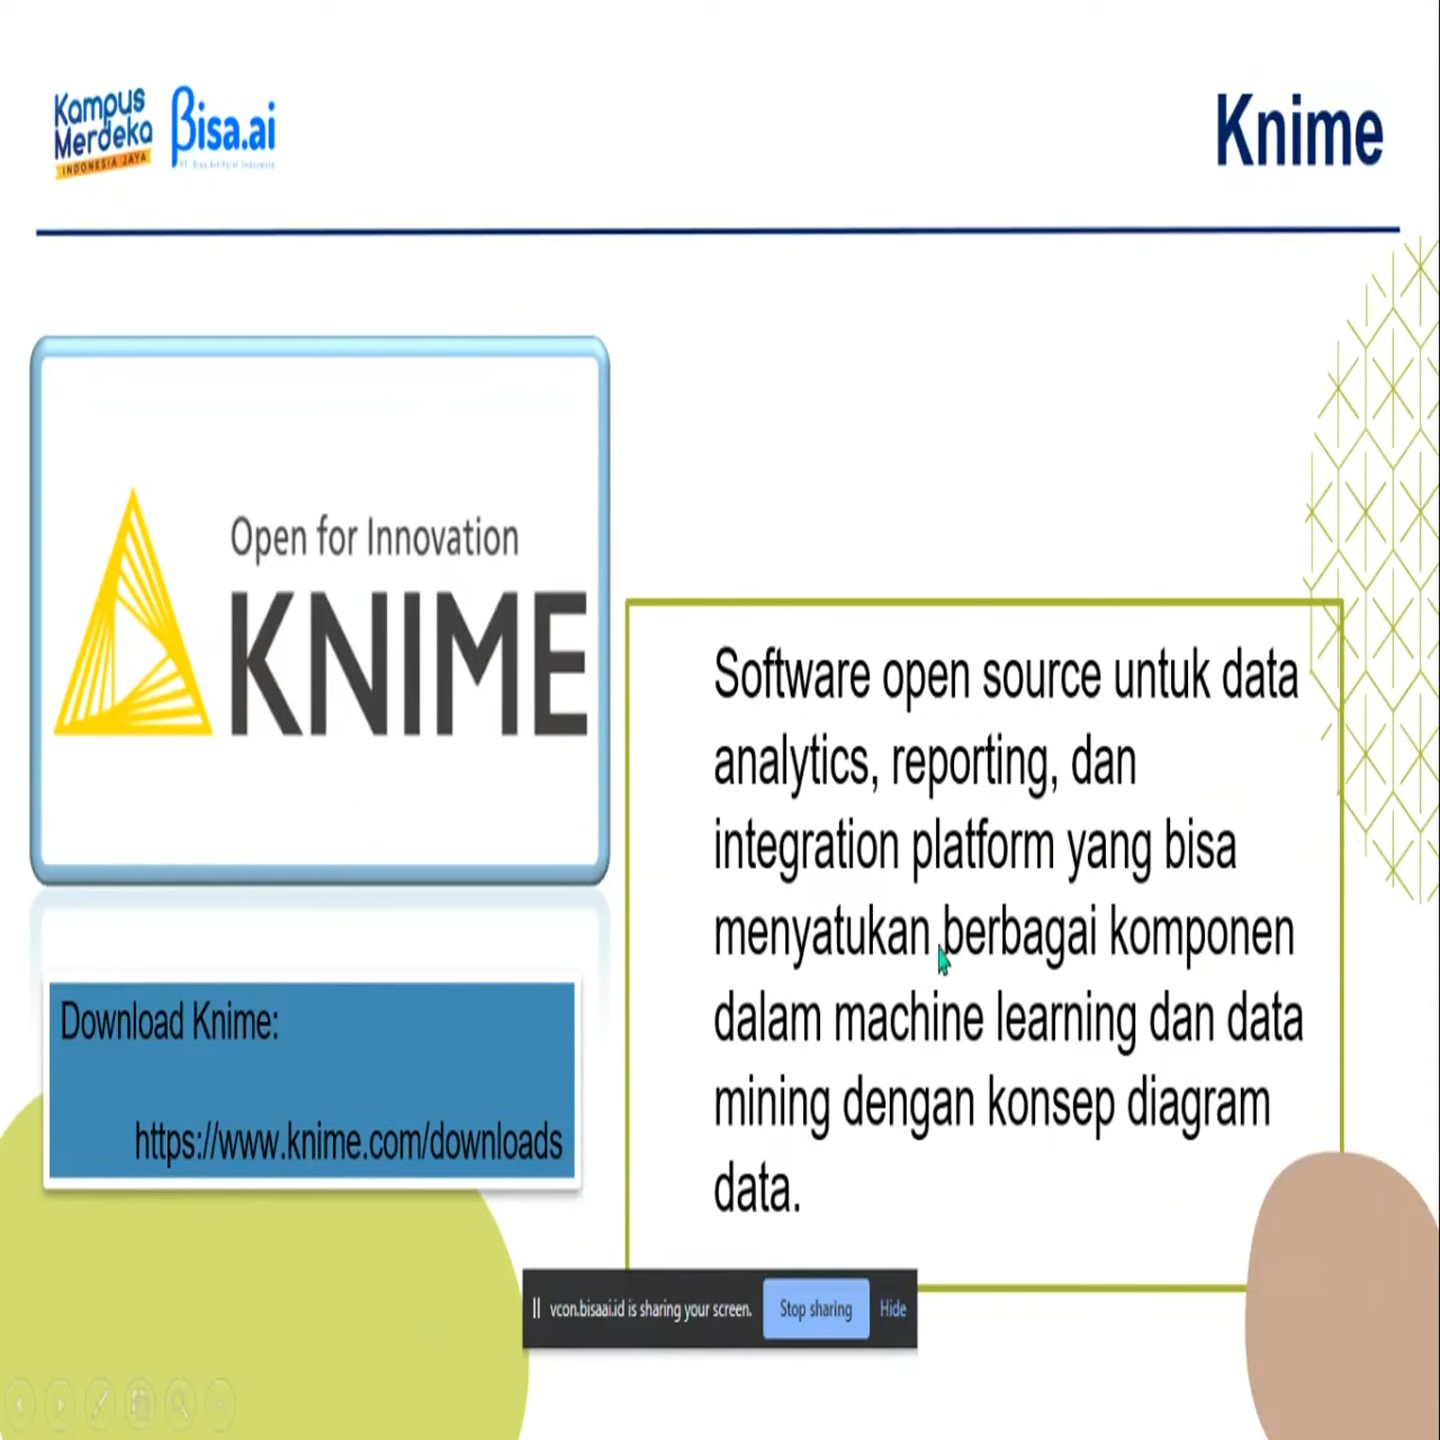 Kampus
Merdeka
INDONESIA JAYA
Bisa.ai
Knime
Open for Innovation
KNIME
Software open source untuk data
analytics, reporting, dan
integration platform yang bisa
menyatukan berbagai komponen
dalam machine learning dan data
mining dengan konsep diagram
data.
Download Knime:
https://www.knime.com/downloads
vcon.bisaai.id is sharing your screen.
Stop sharing
Hide